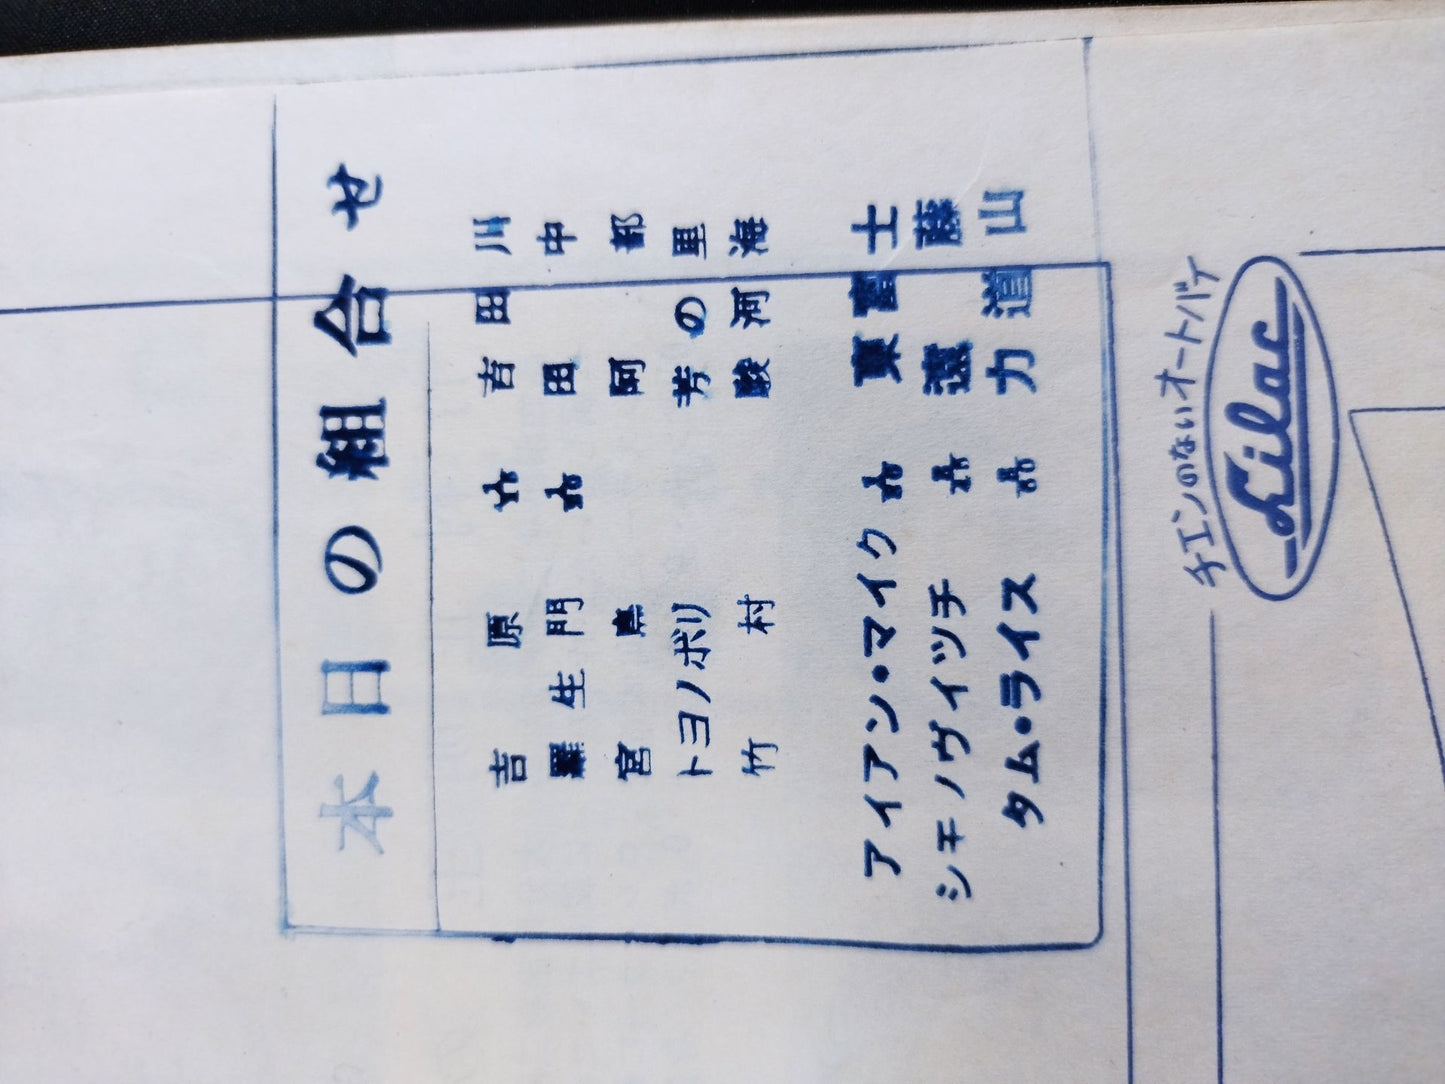 本日の組合せ
吉原 吉田川
羅生門 田中
宮島 阿部
トヨノボリ 芳の里
竹村 駿河海
アイアン・マイク 東富士
シモノヴィッチ 遠藤
タム・ライス 力道山
チエンのないオートバイ
Lilac